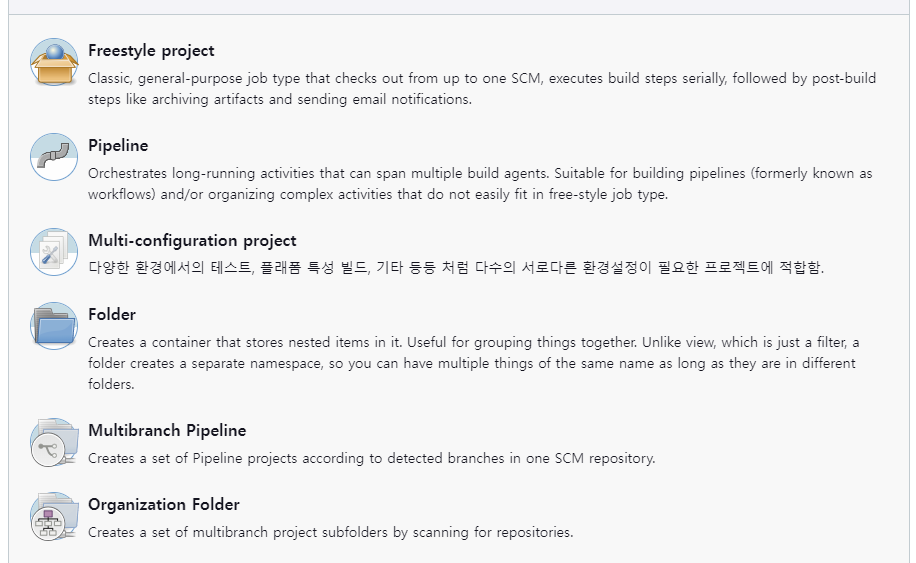 Freestyle project
Classic, general-purpose job type that checks out from up to one SCM, executes build steps serially, followed by post-build
steps like archiving artifacts and sending email notifications.
Pipeline
Orchestrates long-running activities that can span multiple build agents. Suitable for building pipelines (formerly known as
workflows) and/or organizing complex activities that do not easily fit in free-style job type.
Multi-configuration project
다양한 환경에서의 테스트, 플래폼 특성 빌드, 기타 등등 처럼 다수의 서로다른 환경설정이 필요한 프로젝트에 적합함.
Folder
Creates a container that stores nested items in it. Useful for grouping things together. Unlike view, which is just a filter, a
folder creates a separate namespace, so you can have multiple things of the same name as long as they are in different
folders.
Multibranch Pipeline
Creates a set of Pipeline projects according to detected branches in one SCM repository.
Organization Folder
Creates a set of multibranch project subfolders by scanning for repositories.